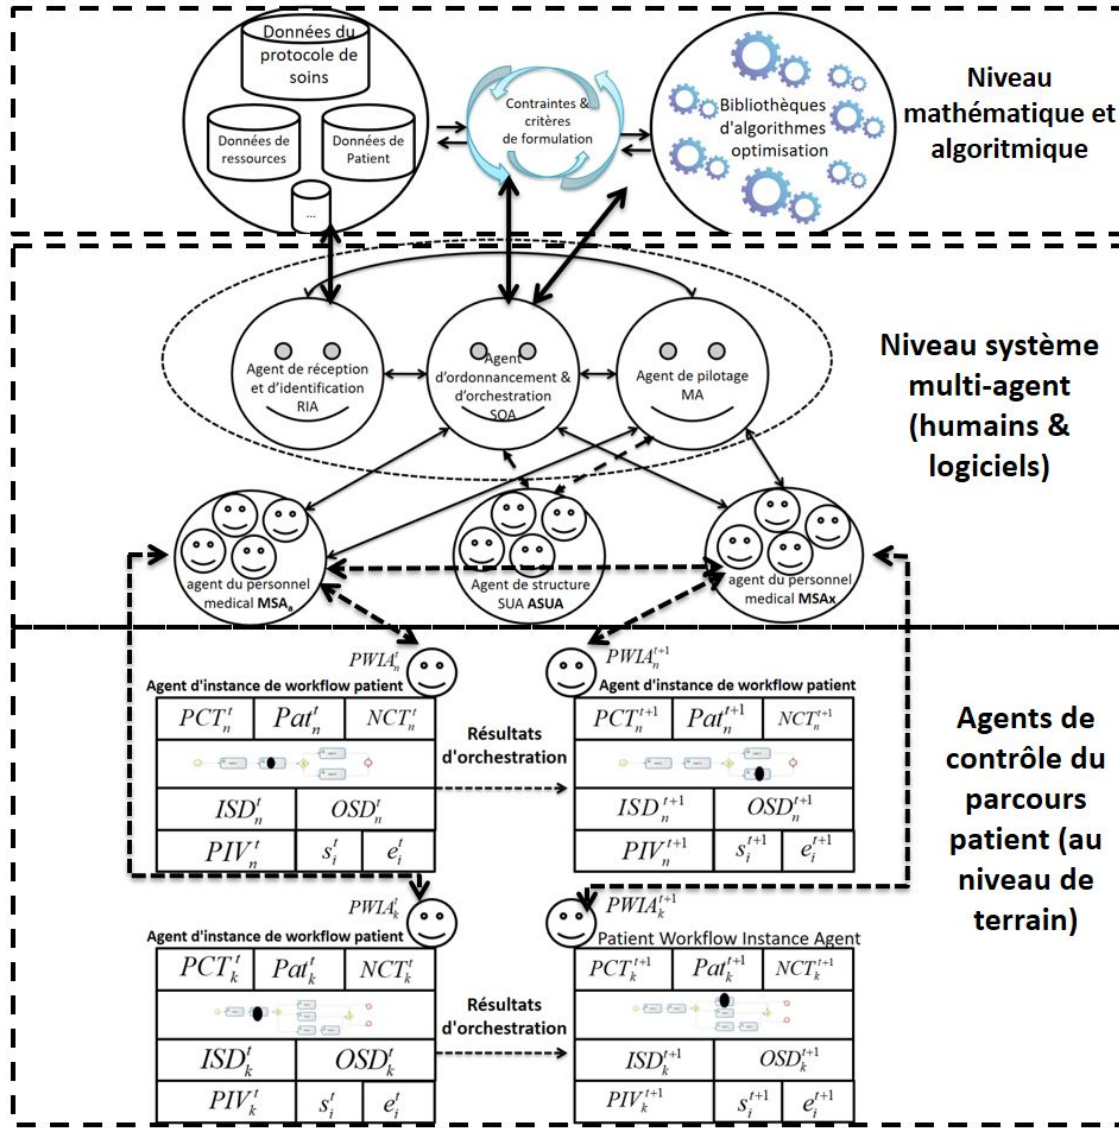 Données du
protocole de
soins
Données de
ressources
Données de
Patient
...
Contraintes &
critères
de formulation
Bibliothèques
d'algorithmes
optimisation
Niveau
mathématique et
algoritmique
Agent de réception
et d'identification
RIA
Agent
d'ordonnancement &
d'orchestration
SOA
Agent de pilotage
MA
Niveau système
multi-agent
(humains &
logiciels)
agent du personnel
medical MSAₐ
Agent de structure
SUA ASUA
agent du personnel
medical MSAx
PWIA_n^t
Agent d'instance de workflow patient
PCT_n^t Pat_n^t NCT_n^t
ISD_n^t OSD_n^t
PIV_n^t s_i^t e_i^t
Résultats
d'orchestration
PWIA_n^{t+1}
Agent d'instance de workflow patient
PCT_n^{t+1} Pat_n^{t+1} NCT_n^{t+1}
ISD_n^{t+1} OSD_n^{t+1}
PIV_n^{t+1} s_i^{t+1} e_i^{t+1}
PWIA_k^t
Agent d'instance de workflow patient
PCT_k^t Pat_k^t NCT_k^t
ISD_k^t OSD_k^t
PIV_k^t s_i^t e_i^t
Résultats
d'orchestration
PWIA_k^{t+1}
Patient Workflow Instance Agent
PCT_k^{t+1} Pat_k^{t+1} NCT_k^{t+1}
ISD_k^{t+1} OSD_k^{t+1}
PIV_k^{t+1} s_i^{t+1} e_i^{t+1}
Agents de
contrôle du
parcours
patient (au
niveau de
terrain)